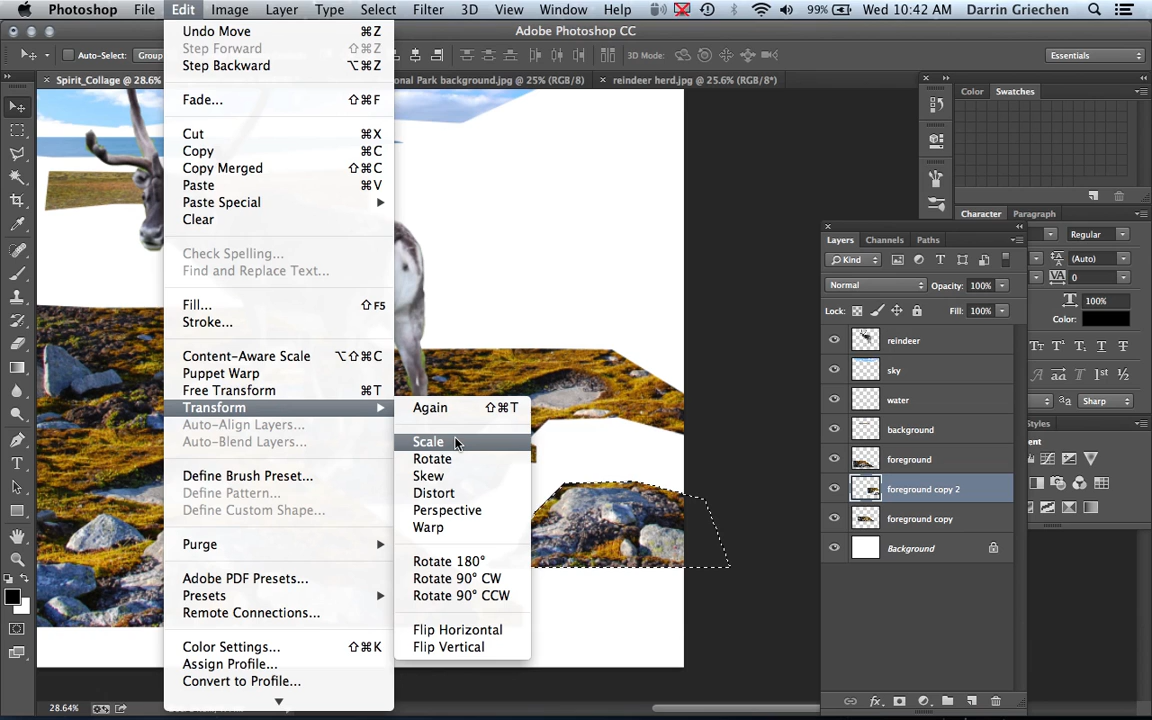 Photoshop File Edit Image Layer Type Select Filter 3D View Window Help 99% Wed Nov 12 10:42 AM Darrin Griechen
Adobe Photoshop CC
Auto-Select: Group 3D Mode: Essentials
Spirit_Collage @ 28.6% onal Park background.jpg @ 25% (RGB/8) reindeer herd.jpg @ 25.6% (RGB/8*)
Undo Move ⌘Z
Step Forward ⇧⌘Z
Step Backward ⌥⌘Z
Fade... ⇧⌘F
Cut ⌘X
Copy ⌘C
Copy Merged ⇧⌘C
Paste ⌘V
Paste Special
Clear
Check Spelling...
Find and Replace Text...
Fill... ⇧F5
Stroke...
Content-Aware Scale ⌥⇧⌘C
Puppet Warp
Free Transform ⌘T
Transform
Auto-Align Layers...
Auto-Blend Layers...
Define Brush Preset...
Define Pattern...
Define Custom Shape...
Purge
Adobe PDF Presets...
Presets
Remote Connections...
Color Settings... ⇧⌘K
Assign Profile...
Convert to Profile...
Again ⇧⌘T
Scale
Rotate
Skew
Distort
Perspective
Warp
Rotate 180°
Rotate 90° CW
Rotate 90° CCW
Flip Horizontal
Flip Vertical
Color Swatches
Character Paragraph
Regular
(Auto)
0
100%
Color:
Sharp
Styles
Layers Channels Paths
Kind
Normal Opacity: 100%
Lock: Fill: 100%
reindeer
sky
water
background
foreground
foreground copy 2
foreground copy
Background
28.64%